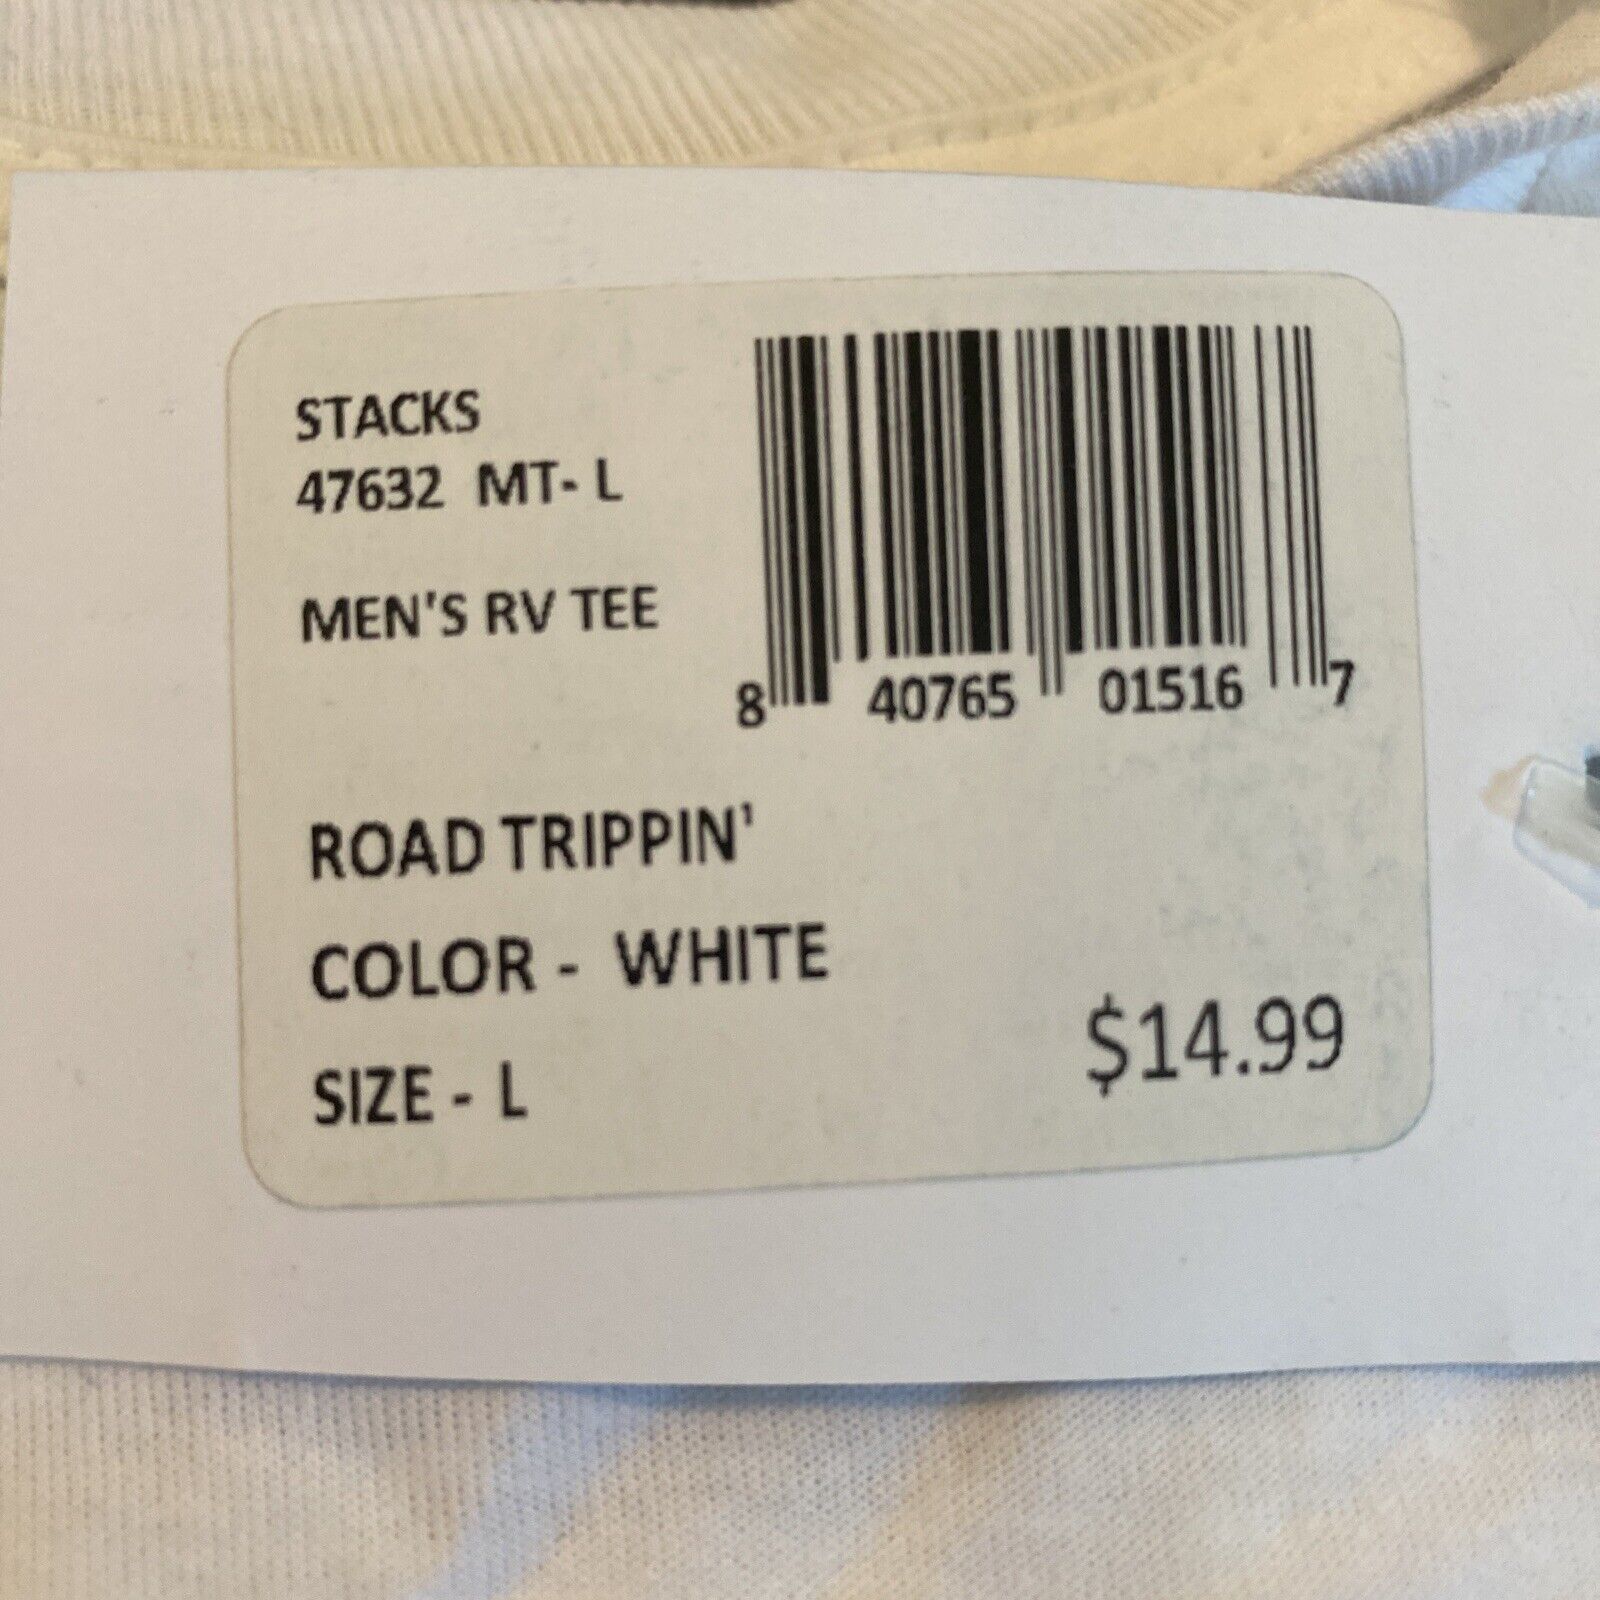 STACKS
47632 MT- L
MEN'S RV TEE
8 40765 01516 7
ROAD TRIPPIN'
COLOR - WHITE
SIZE - L
$14.99